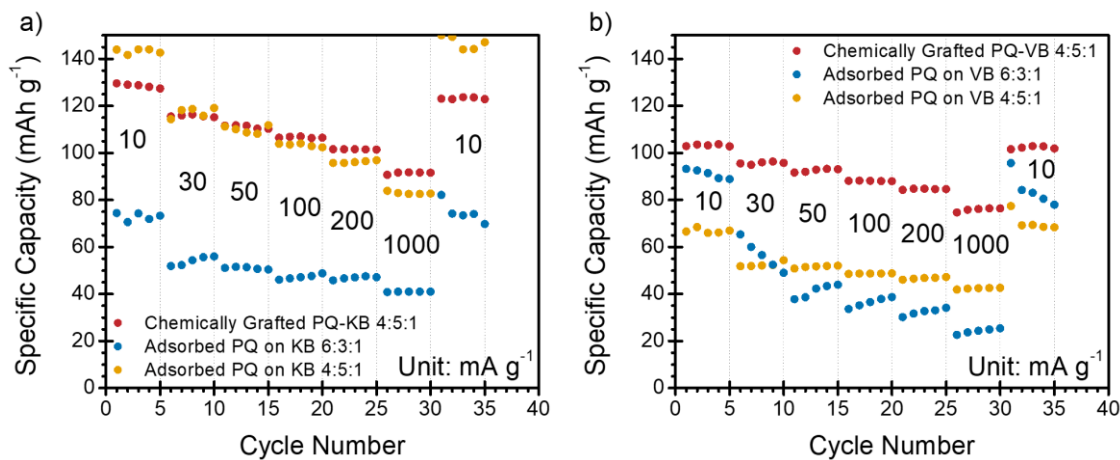 a)
Specific Capacity (mAh g⁻¹)
140
120
100
80
60
40
20
0
10
30
50
100
200
1000
10
Chemically Grafted PQ-KB 4:5:1
Adsorbed PQ on KB 6:3:1
Adsorbed PQ on KB 4:5:1
Unit: mA g⁻¹
0 5 10 15 20 25 30 35 40
Cycle Number
b)
Specific Capacity (mAh g⁻¹)
140
120
100
80
60
40
20
0
Chemically Grafted PQ-VB 4:5:1
Adsorbed PQ on VB 6:3:1
Adsorbed PQ on VB 4:5:1
10
30
50
100
200
1000
10
Unit: mA g⁻¹
0 5 10 15 20 25 30 35 40
Cycle Number